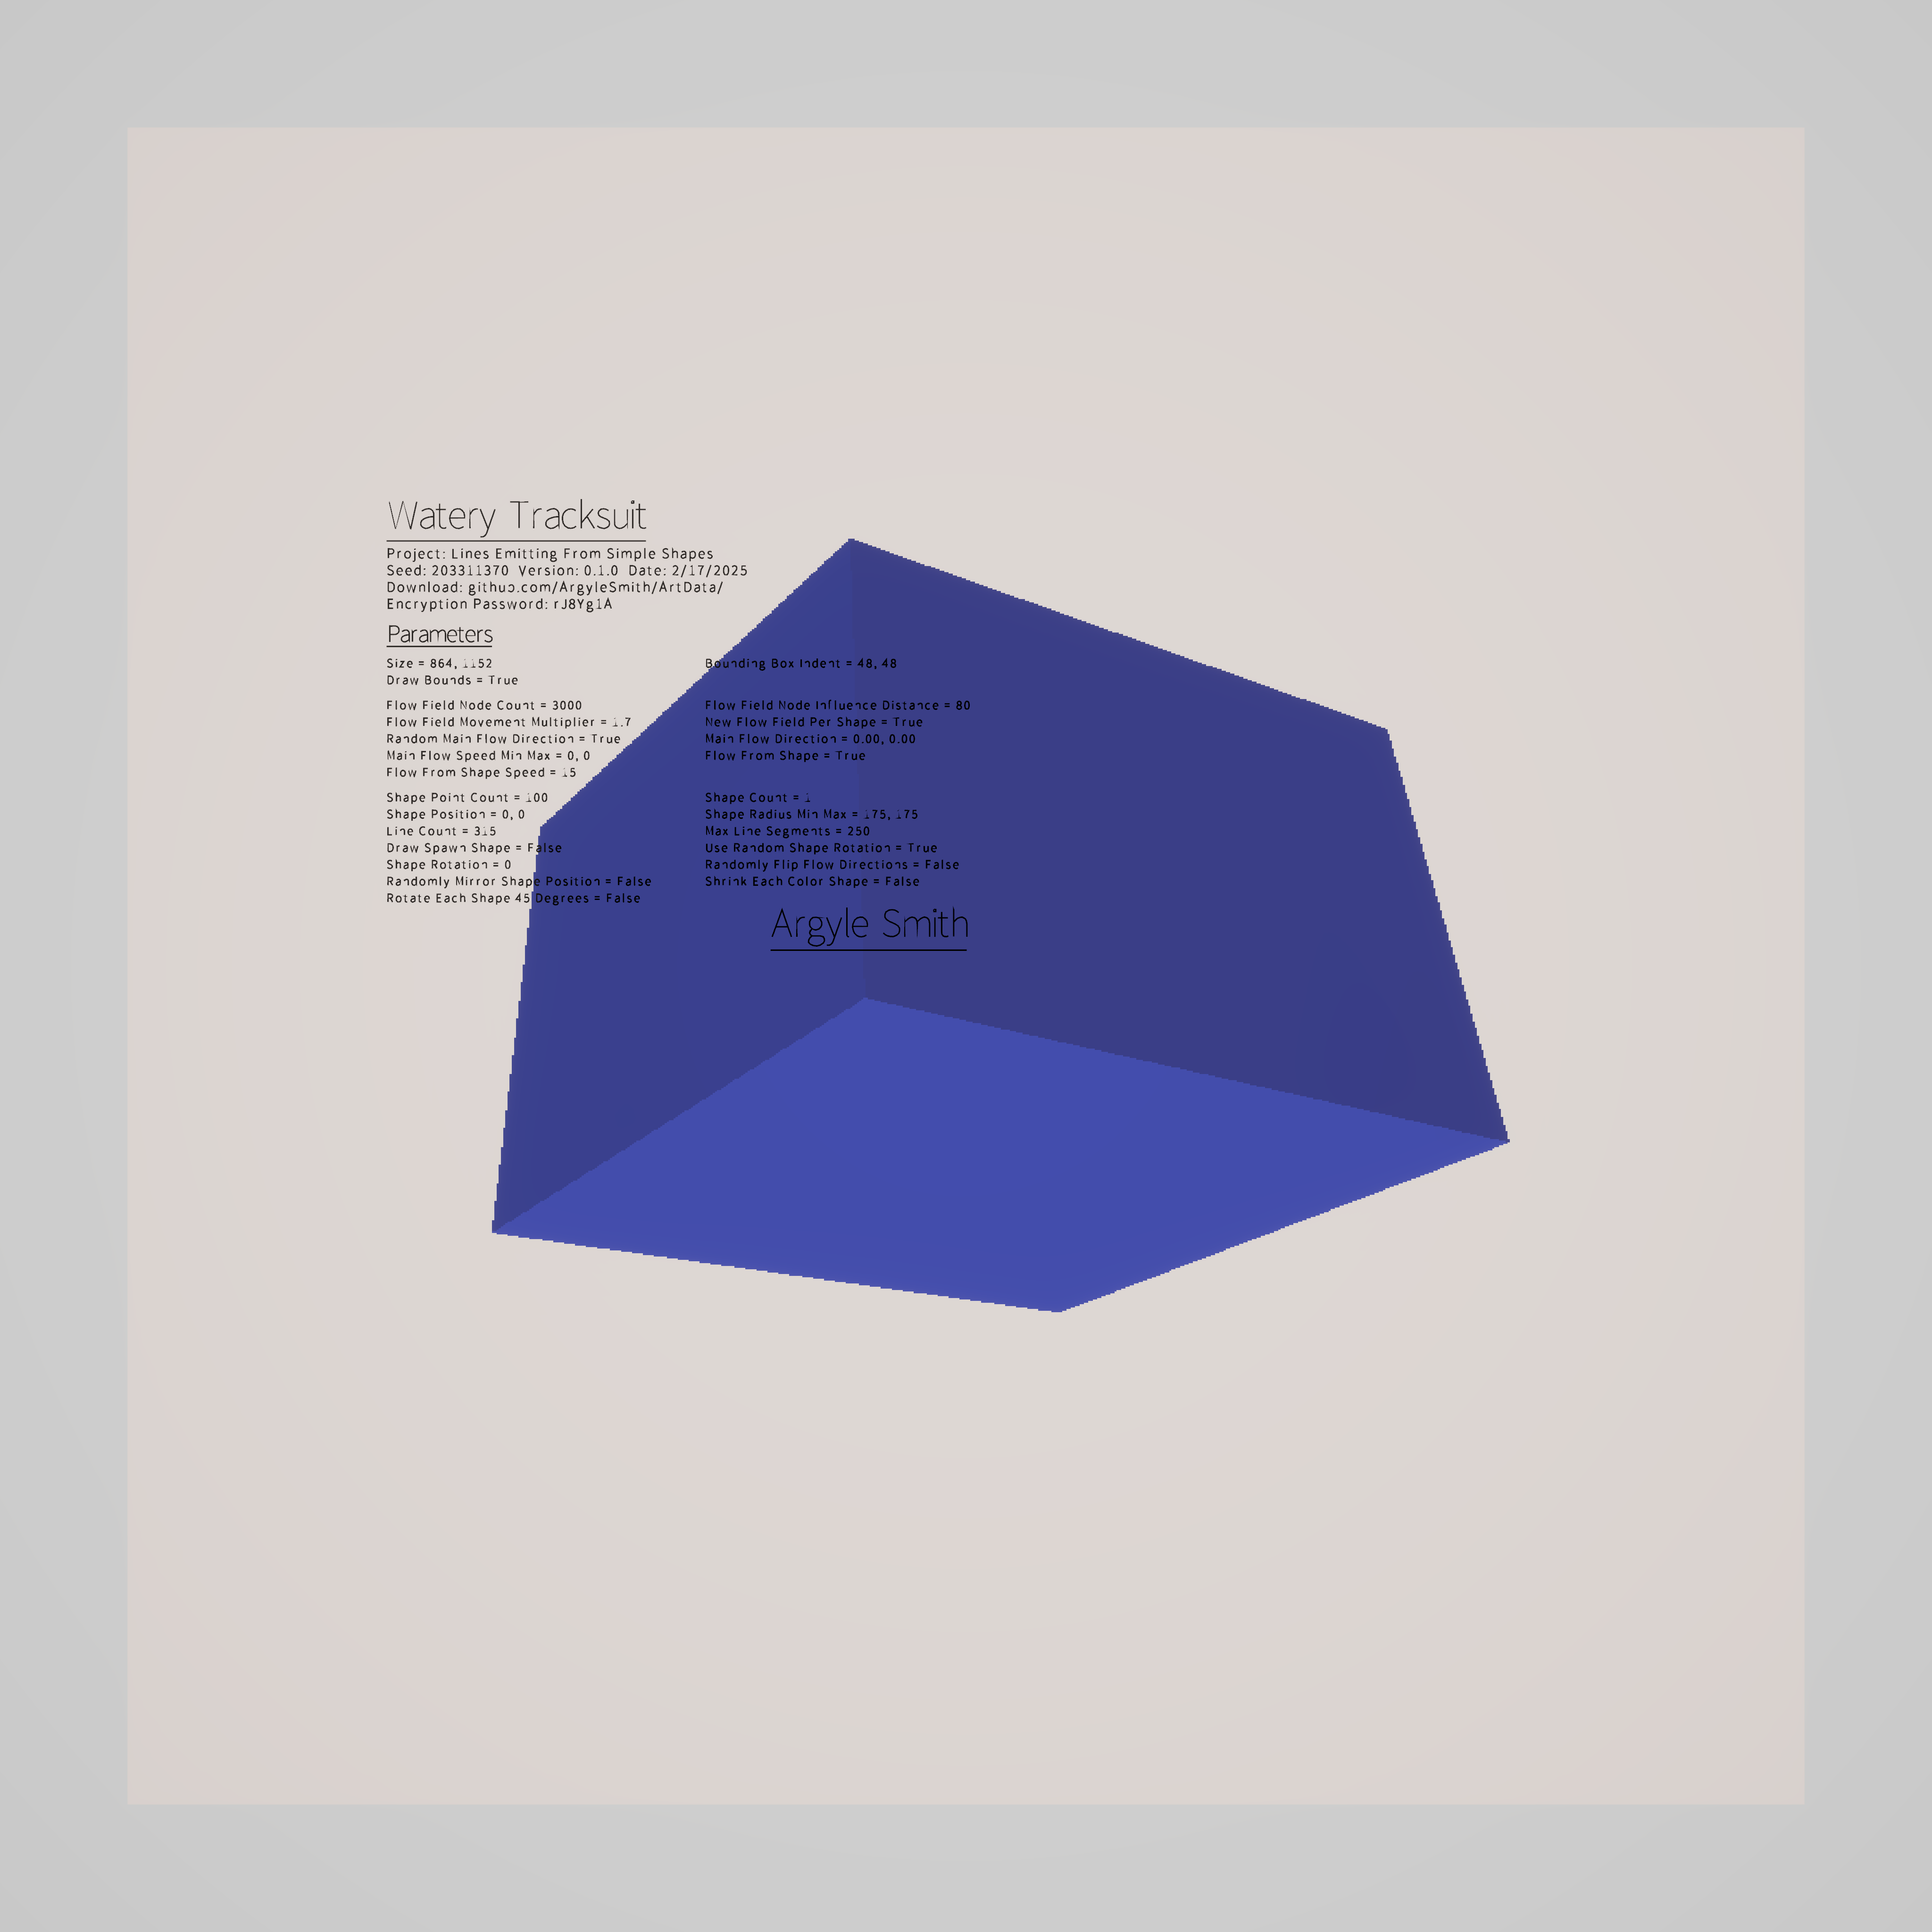 Watery Tracksuit
Project: Lines Emitting From Simple Shapes
Seed: 203311370 Version: 0.1.0 Date: 2/17/2025
Download: github.com/ArgyleSmith/ArtData/
Encryption Password: rJ8Yg1A
Parameters
Size = 864, 1152
Bounding Box Indent = 48, 48
Draw Bounds = True
Flow Field Node Count = 3000
Flow Field Node Influence Distance = 80
Flow Field Movement Multiplier = 1.7
New Flow Field Per Shape = True
Random Main Flow Direction = True
Main Flow Direction = 0.00, 0.00
Main Flow Speed Min Max = 0, 0
Flow From Shape = True
Flow From Shape Speed = 15
Shape Point Count = 100
Shape Count = 1
Shape Position = 0, 0
Shape Radius Min Max = 175, 175
Line Count = 315
Max Line Segments = 250
Draw Spawn Shape = False
Use Random Shape Rotation = True
Shape Rotation = 0
Randomly Flip Flow Directions = False
Randomly Mirror Shape Position = False
Shrink Each Color Shape = False
Rotate Each Shape 45 Degrees = False
Argyle Smith